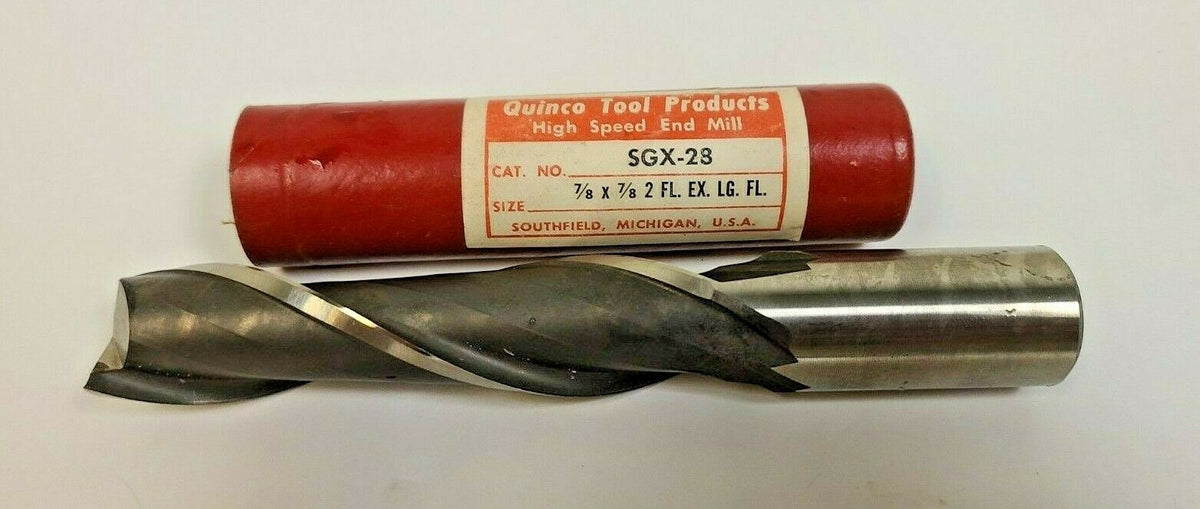 Quinco Tool Products
High Speed End Mill
CAT. NO. SGX-28
SIZE 7/8 X 7/8 2 FL. EX. LG. FL.
SOUTHFIELD, MICHIGAN, U.S.A.